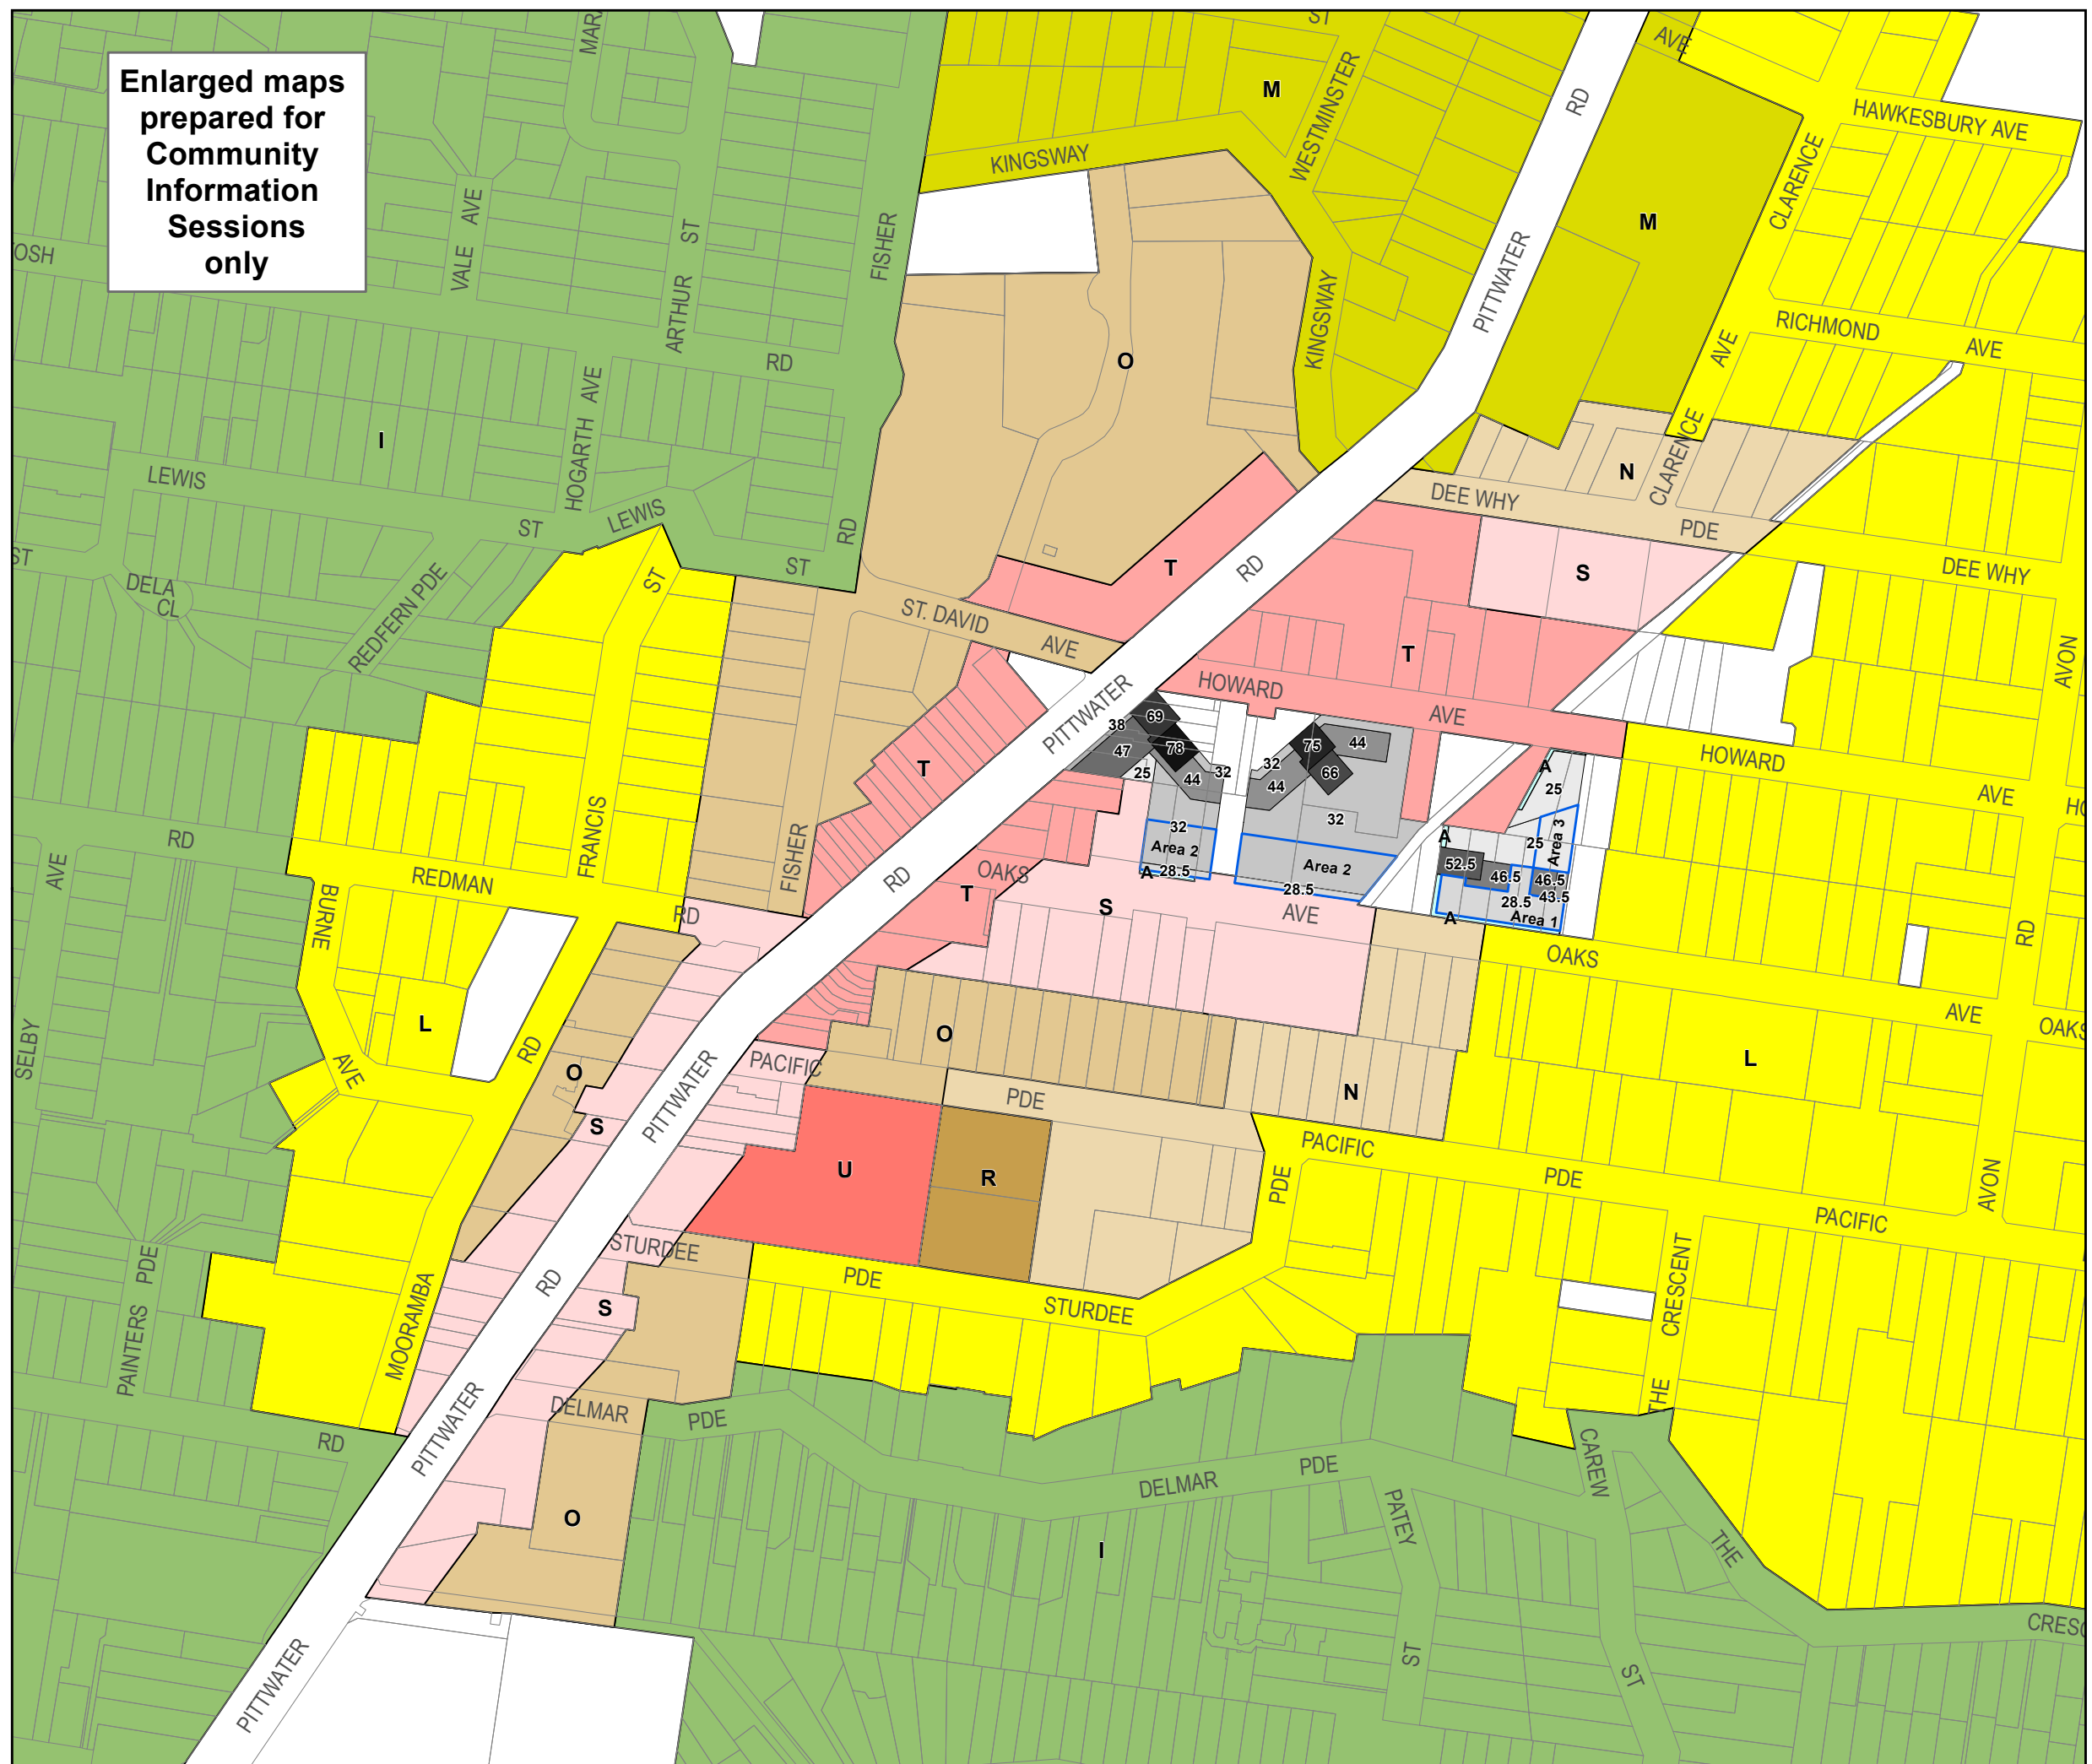 Enlarged maps
prepared for
Community
Information
Sessions
only
ST
AVE
M
RD
HAWKESBURY AVE
KINGSWAY
WESTMINSTER
CLARENCE
M
VALE AVE
ARTHUR ST
FISHER
OSH
KINGSWAY
PITTWATER
RICHMOND AVE
AVE
RD
O
HOGARTH AVE
I
LEWIS
ST
LEWIS
ST
RD
CLARENCE
N
DEE WHY
PDE
DEE WHY
ST
DELA
CL
REDFERN PDE
ST
T
RD
S
ST. DAVID
AVE
AVON
T
PITTWATER
HOWARD
AVE
HOWARD
AVE
T
38
69
47
78
25
44
32
32
44
75
44
66
32
32
Area 2
A
28.5
Area 2
28.5
A
25
A
25
Area 3
52.5
46.5
46.5
43.5
28.5
Area 1
A
RD
AVE
FRANCIS
FISHER
REDMAN
RD
BURNE
AVE
RD
OAKS
T
S
AVE
OAKS
AVE
OAKS
RD
SELBY
L
RD
O
O
PACIFIC
PDE
N
L
PITTWATER
S
U
R
PACIFIC
PDE
PDE
PACIFIC
AVON
STURDEE
PDE
STURDEE
PAINTERS PDE
MOORAMBA
RD
S
THE CRESCENT
DELMAR
PDE
RD
PITTWATER
DELMAR
PDE
CAREW
PATEY
O
I
THE
ST
ST
PITTWATER